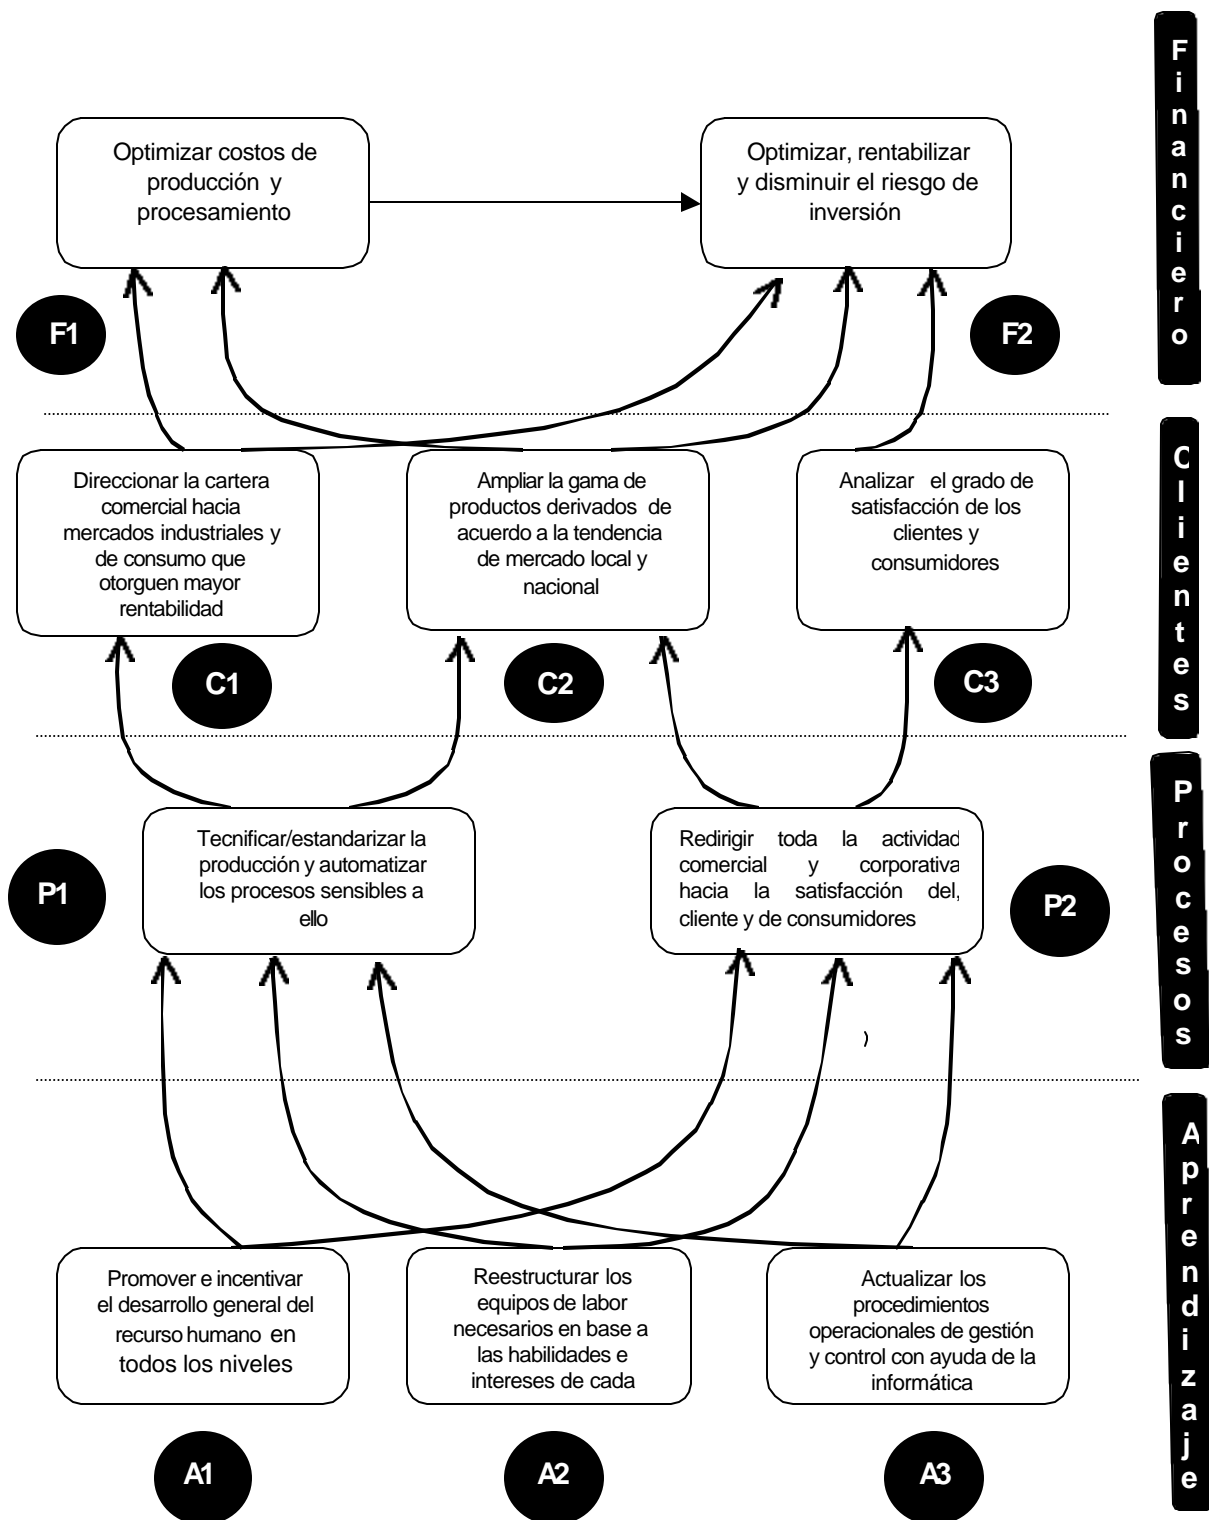 Financiero
Optimizar costos de
producción y
procesamiento
Optimizar, rentabilizar
y disminuir el riesgo de
inversión
F1
F2
Clientes
Direccionar la cartera
comercial hacia
mercados industriales y
de consumo que
otorguen mayor
rentabilidad
Ampliar la gama de
productos derivados de
acuerdo a la tendencia
de mercado local y
nacional
Analizar el grado de
satisfacción de los
clientes y
consumidores
C1
C2
C3
Procesos
Tecnificar/estandarizar la
producción y automatizar
los procesos sensibles a
ello
Redirigir toda la actividad
comercial y corporativa
hacia la satisfacción del,
cliente y de consumidores
P1
P2
)
Aprendizaje
Promover e incentivar
el desarrollo general del
recurso humano en
todos los niveles
Reestructurar los
equipos de labor
necesarios en base a
las habilidades e
intereses de cada
Actualizar los
procedimientos
operacionales de gestión
y control con ayuda de la
informática
A1
A2
A3